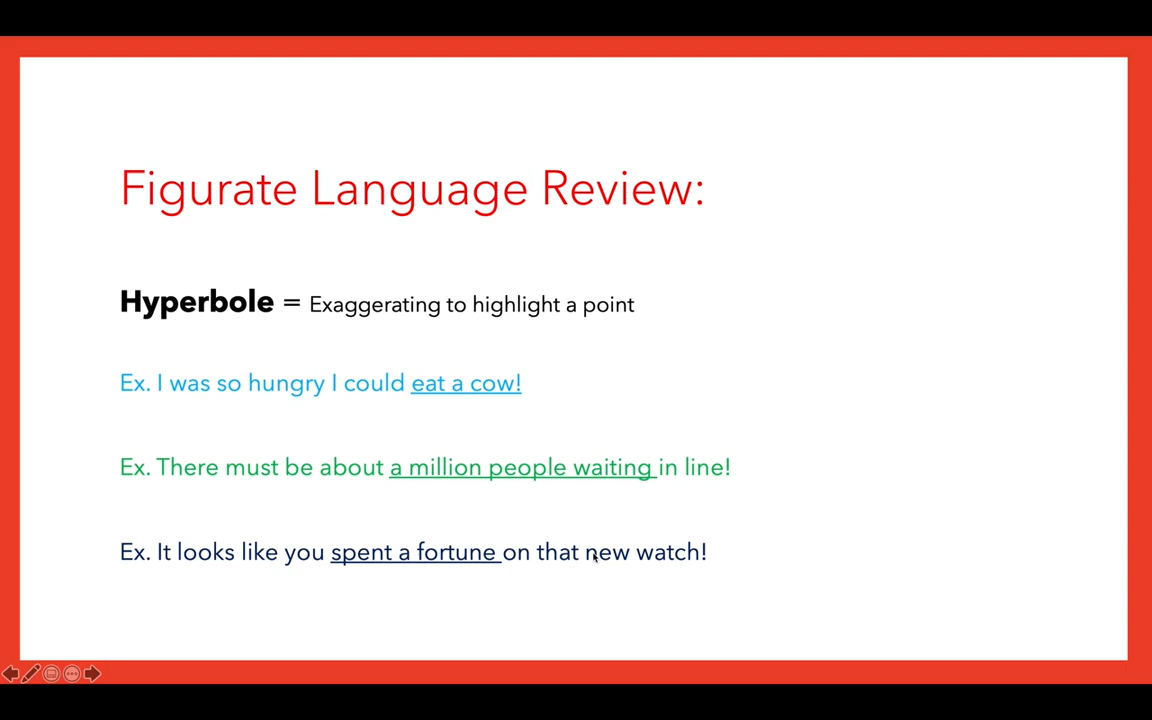 Figurate Language Review:
Hyperbole = Exaggerating to highlight a point
Ex. I was so hungry I could eat a cow!
Ex. There must be about a million people waiting in line!
Ex. It looks like you spent a fortune on that new watch!